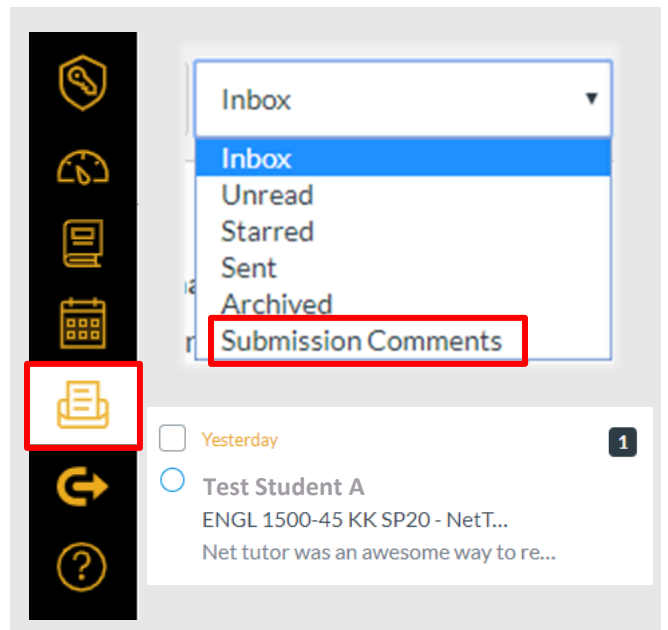 Inbox
Inbox
Unread
Starred
Sent
Archived
Submission Comments
Yesterday
1
Test Student A
ENGL 1500-45 KK SP20 - NetT...
Net tutor was an awesome way to re...
?